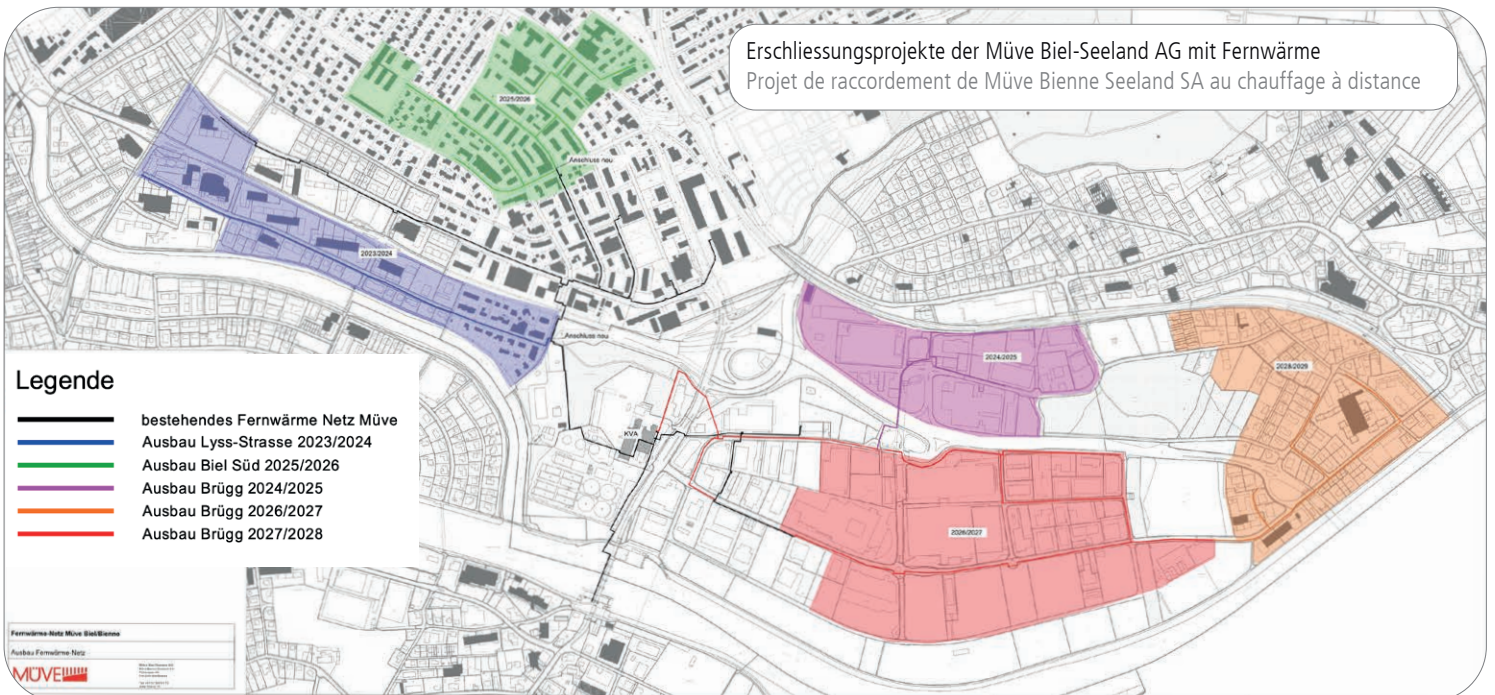 Erschliessungsprojekte der Müve Biel-Seeland AG mit Fernwärme
Projet de raccordement de Müve Bienne Seeland SA au chauffage à distance
2025/2026
Anschluss neu
2023/2024
Anschluss neu
2024/2025
2028/2029
KVA
2026/2027
Legende
bestehendes Fernwärme Netz Müve
Ausbau Lyss-Strasse 2023/2024
Ausbau Biel Süd 2025/2026
Ausbau Brügg 2024/2025
Ausbau Brügg 2026/2027
Ausbau Brügg 2027/2028
Fernwärme-Netz Müve Biel/Bienne
Ausbau Fernwärme-Netz
MÜVE